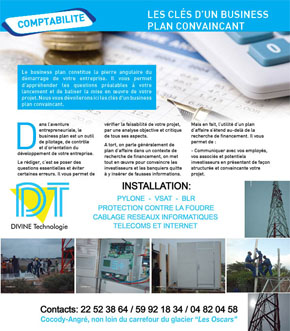 COMPTABILITE
LES CLÉS D'UN BUSINESS
PLAN CONVAINCANT
Le business plan constitue la pierre angulaire du
démarrage de votre entreprise. Il vous permet
d'appréhender les questions préalables à votre
lancement et de baliser la mise en œuvre de votre
projet. Nous vous dévoilerons ici les clés d'un business
plan convaincant.
Dans l'aventure
entrepreneuriale, le
business plan est un outil
de pilotage, de contrôle
et d'orientation du
développement de votre entreprise.
Le rédiger, c'est se poser des
questions essentielles et éviter
certaines erreurs. Il vous permet de
vérifier la faisabilité de votre projet,
par une analyse objective et critique
de tous ses aspects.
A tort, on parle généralement de
plan d'affaire dans un contexte de
recherche de financement, on met
tout en œuvre pour convaincre les
investisseurs et les banquiers quitte
à y insérer de fausses informations.
Mais en fait, l'utilité d'un plan
d'affaire s'étend au-delà de la
recherche de financement. Il vous
permet de :
- Communiquer avec vos employés,
vos associés et potentiels
investisseurs en présentant de façon
structurée et convaincante votre
projet.
DT
DIVINE Technologie
INSTALLATION:
PYLONE - VSAT - BLR
PROTECTION CONTRE LA FOUDRE
CABLAGE RESEAUX INFORMATIQUES
TELECOMS ET INTERNET
Contacts: 22 52 38 64 / 59 92 18 34 / 04 82 04 58
Cocody-Angré, non loin du carrefour du glacier "Les Oscars"